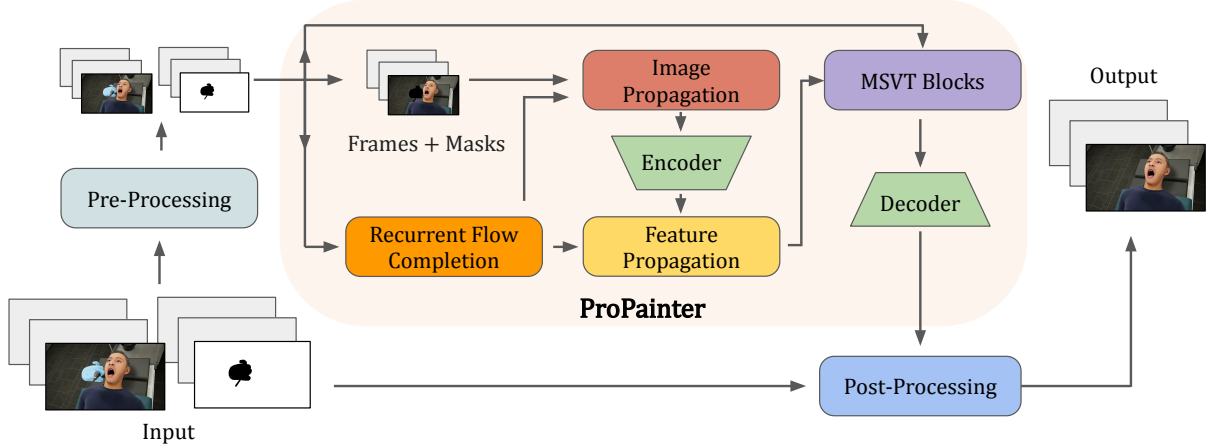 Image
Propagation
MSVT Blocks
Output
Frames + Masks
Encoder
Pre-Processing
Decoder
Recurrent Flow
Completion
Feature
Propagation
ProPainter
Post-Processing
Input